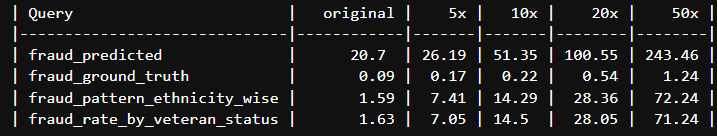 | Query | original | 5x | 10x | 20x | 50x |
|-----------------------------|------------|-------|-------|--------|--------|
| fraud_predicted | 20.7 | 26.19 | 51.35 | 100.55 | 243.46 |
| fraud_ground_truth | 0.09 | 0.17 | 0.22 | 0.54 | 1.24 |
| fraud_pattern_ethnicity_wise | 1.59 | 7.41 | 14.29 | 28.36 | 72.24 |
| fraud_rate_by_veteran_status | 1.63 | 7.05 | 14.5 | 28.05 | 71.24 |